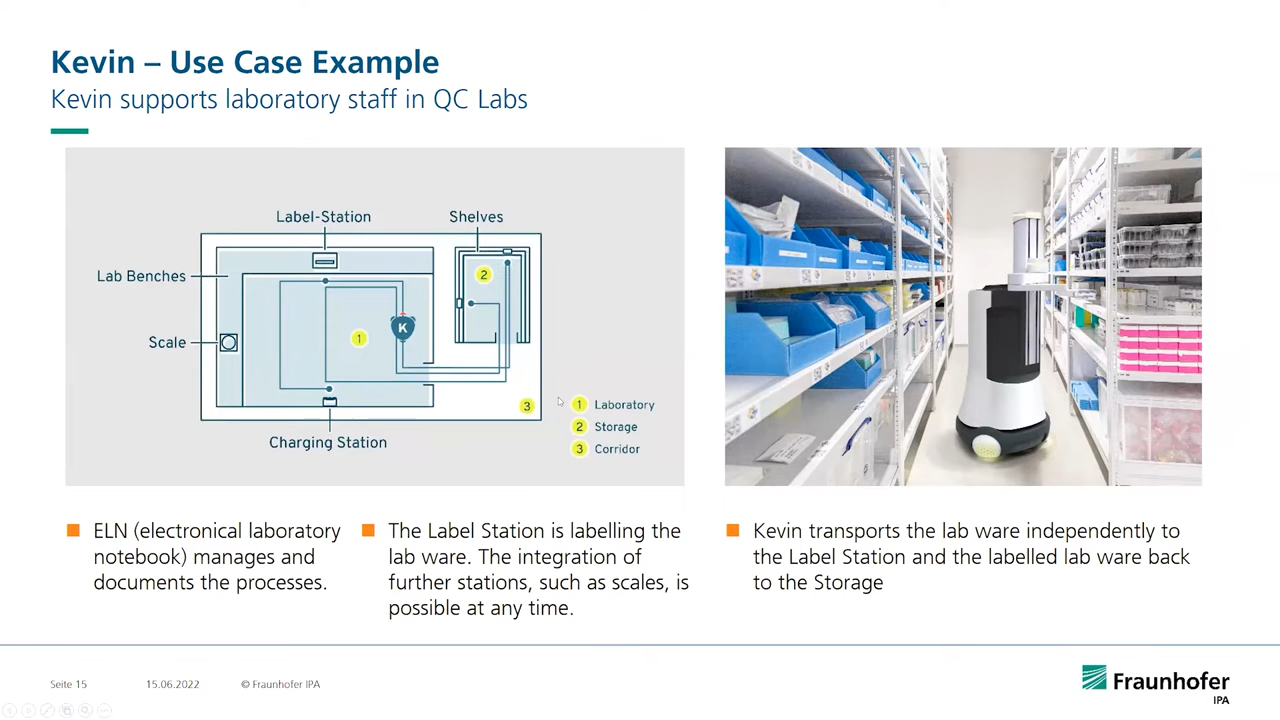 Kevin – Use Case Example
Kevin supports laboratory staff in QC Labs
Label-Station
Shelves
Lab Benches
Scale
Charging Station
K
1
2
3
1 Laboratory
2 Storage
3 Corridor
ELN (electronical laboratory
notebook) manages and
documents the processes.
The Label Station is labelling the
lab ware. The integration of
further stations, such as scales, is
possible at any time.
Kevin transports the lab ware independently to
the Label Station and the labelled lab ware back
to the Storage
Seite 15
15.06.2022
© Fraunhofer IPA
Fraunhofer
IPA